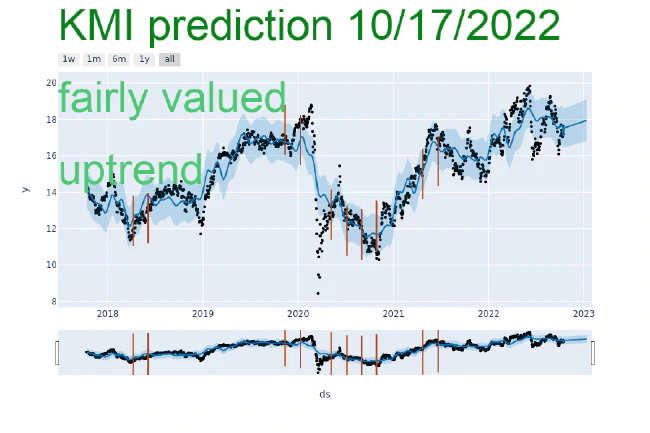 KMI prediction 10/17/2022
1w 1m 6m 1y all
20
fairly valued
18
16
uptrend
14
y
12
10
8
2018 2019 2020 2021 2022 2023
ds